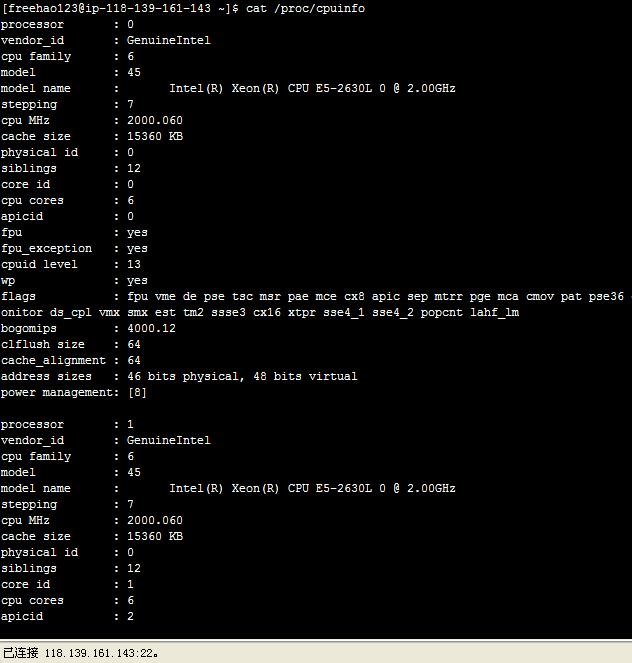 [freehao123@ip-118-139-161-143 ~]$ cat /proc/cpuinfo
processor : 0
vendor_id : GenuineIntel
cpu family : 6
model : 45
model name : Intel(R) Xeon(R) CPU E5-2630L 0 @ 2.00GHz
stepping : 7
cpu MHz : 2000.060
cache size : 15360 KB
physical id : 0
siblings : 12
core id : 0
cpu cores : 6
apicid : 0
fpu : yes
fpu_exception : yes
cpuid level : 13
wp : yes
flags : fpu vme de pse tsc msr pae mce cx8 apic sep mtrr pge mca cmov pat pse36
onitor ds_cpl vmx smx est tm2 ssse3 cx16 xtpr sse4_1 sse4_2 popcnt lahf_lm
bogomips : 4000.12
clflush size : 64
cache_alignment : 64
address sizes : 46 bits physical, 48 bits virtual
power management: [8]
processor : 1
vendor_id : GenuineIntel
cpu family : 6
model : 45
model name : Intel(R) Xeon(R) CPU E5-2630L 0 @ 2.00GHz
stepping : 7
cpu MHz : 2000.060
cache size : 15360 KB
physical id : 0
siblings : 12
core id : 1
cpu cores : 6
apicid : 2
已连接 118.139.161.143:22。